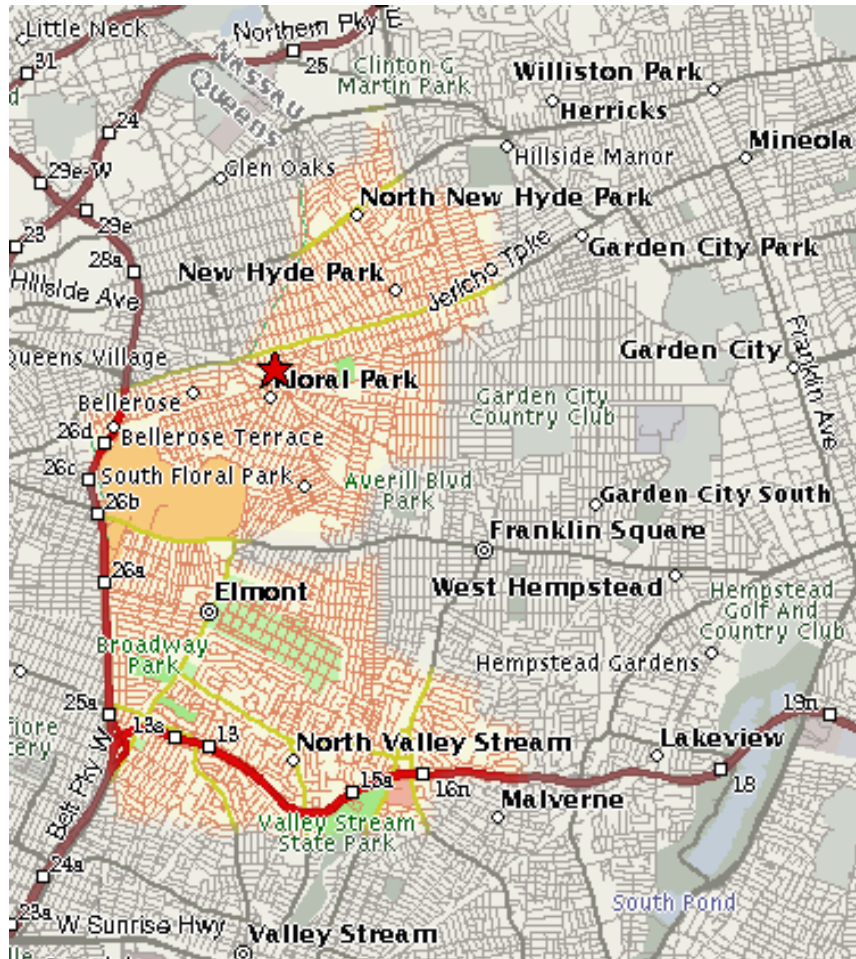 Little Neck
Northern Pky E
31
25
Clinton G
Martin Park
Williston Park
Nassau
Queens
Herricks
24
Mineola
Hillside Manor
29e-W
Glen Oaks
North New Hyde Park
29e
23
Garden City Park
28a
New Hyde Park
Jericho Tpke
Hillside Ave
Franklin Ave
Queens Village
Garden City
loral Park
Bellerose
Garden City
Country Club
26d
Bellerose Terrace
26c
South Floral Park
Averill Blvd
Park
26b
Garden City South
Franklin Square
26a
Elmont
West Hempstead
Hempstead
Golf And
Country Club
Broadway
Park
Hempstead Gardens
25a
19n
13s
13
North Valley Stream
Lakeview
Belt Pky W
15a
16n
18
Malverne
Valley Stream
State Park
24a
South Pond
23a
W Sunrise Hwy
Valley Stream